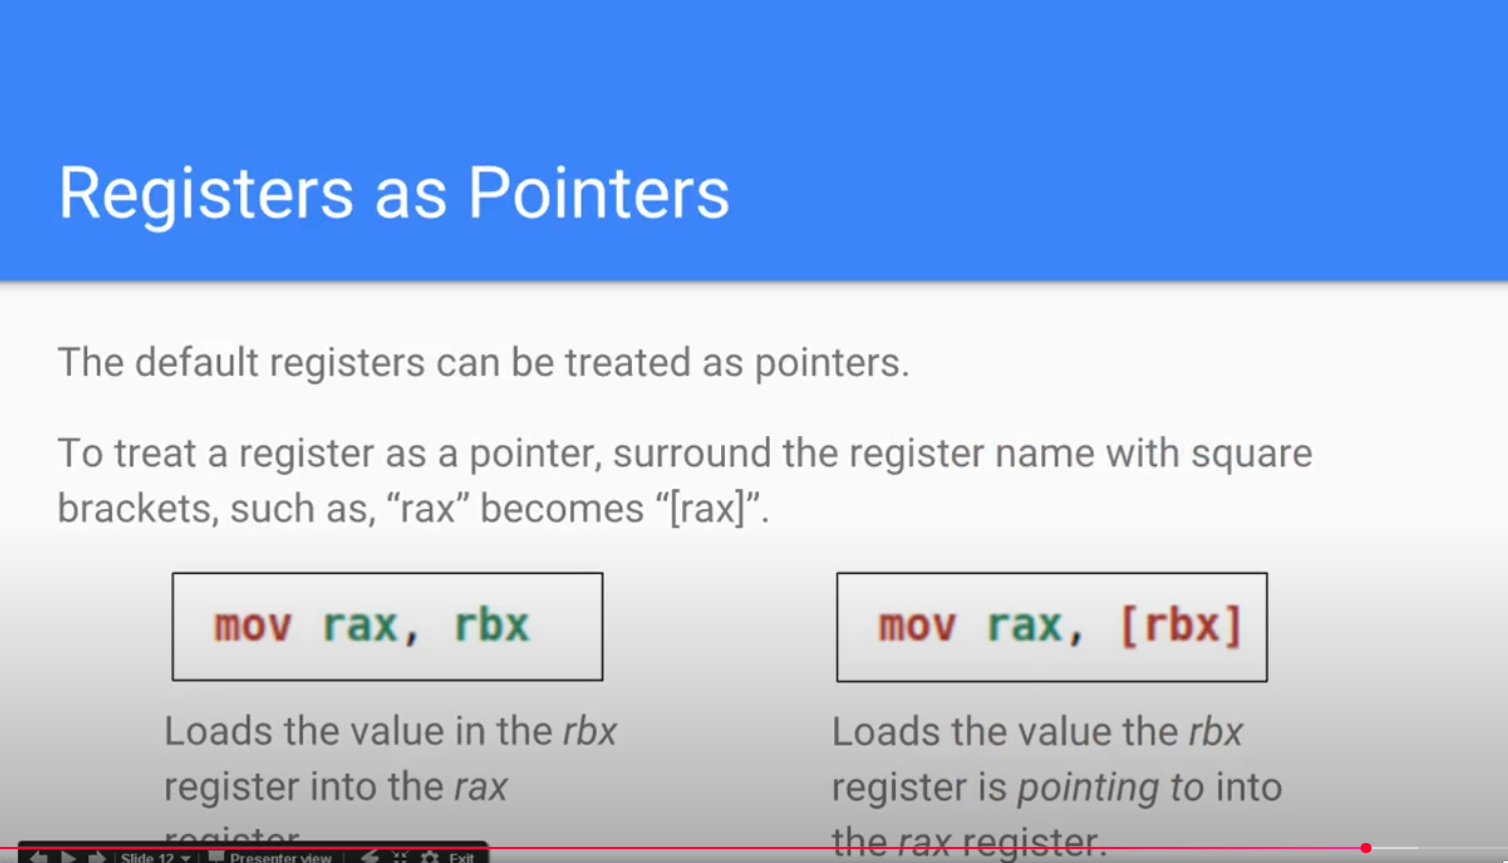 Registers as Pointers
The default registers can be treated as pointers.
To treat a register as a pointer, surround the register name with square
brackets, such as, “rax” becomes “[rax]”.
mov rax, rbx
mov rax, [rbx]
Loads the value in the rbx
register into the rax
register.
Loads the value the rbx
register is pointing to into
the rax register.
Slide 12
Presenter view
Exit